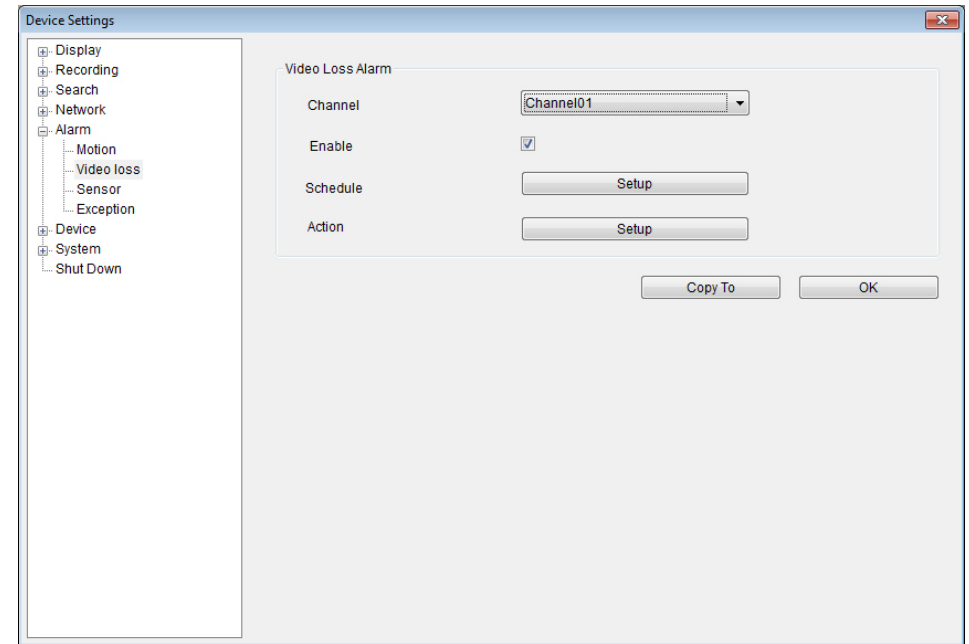 Device Settings
Display
Recording
Search
Network
Alarm
Motion
Video loss
Sensor
Exception
Device
System
Shut Down
Video Loss Alarm
Channel Channel01
Enable
Schedule Setup
Action Setup
Copy To OK